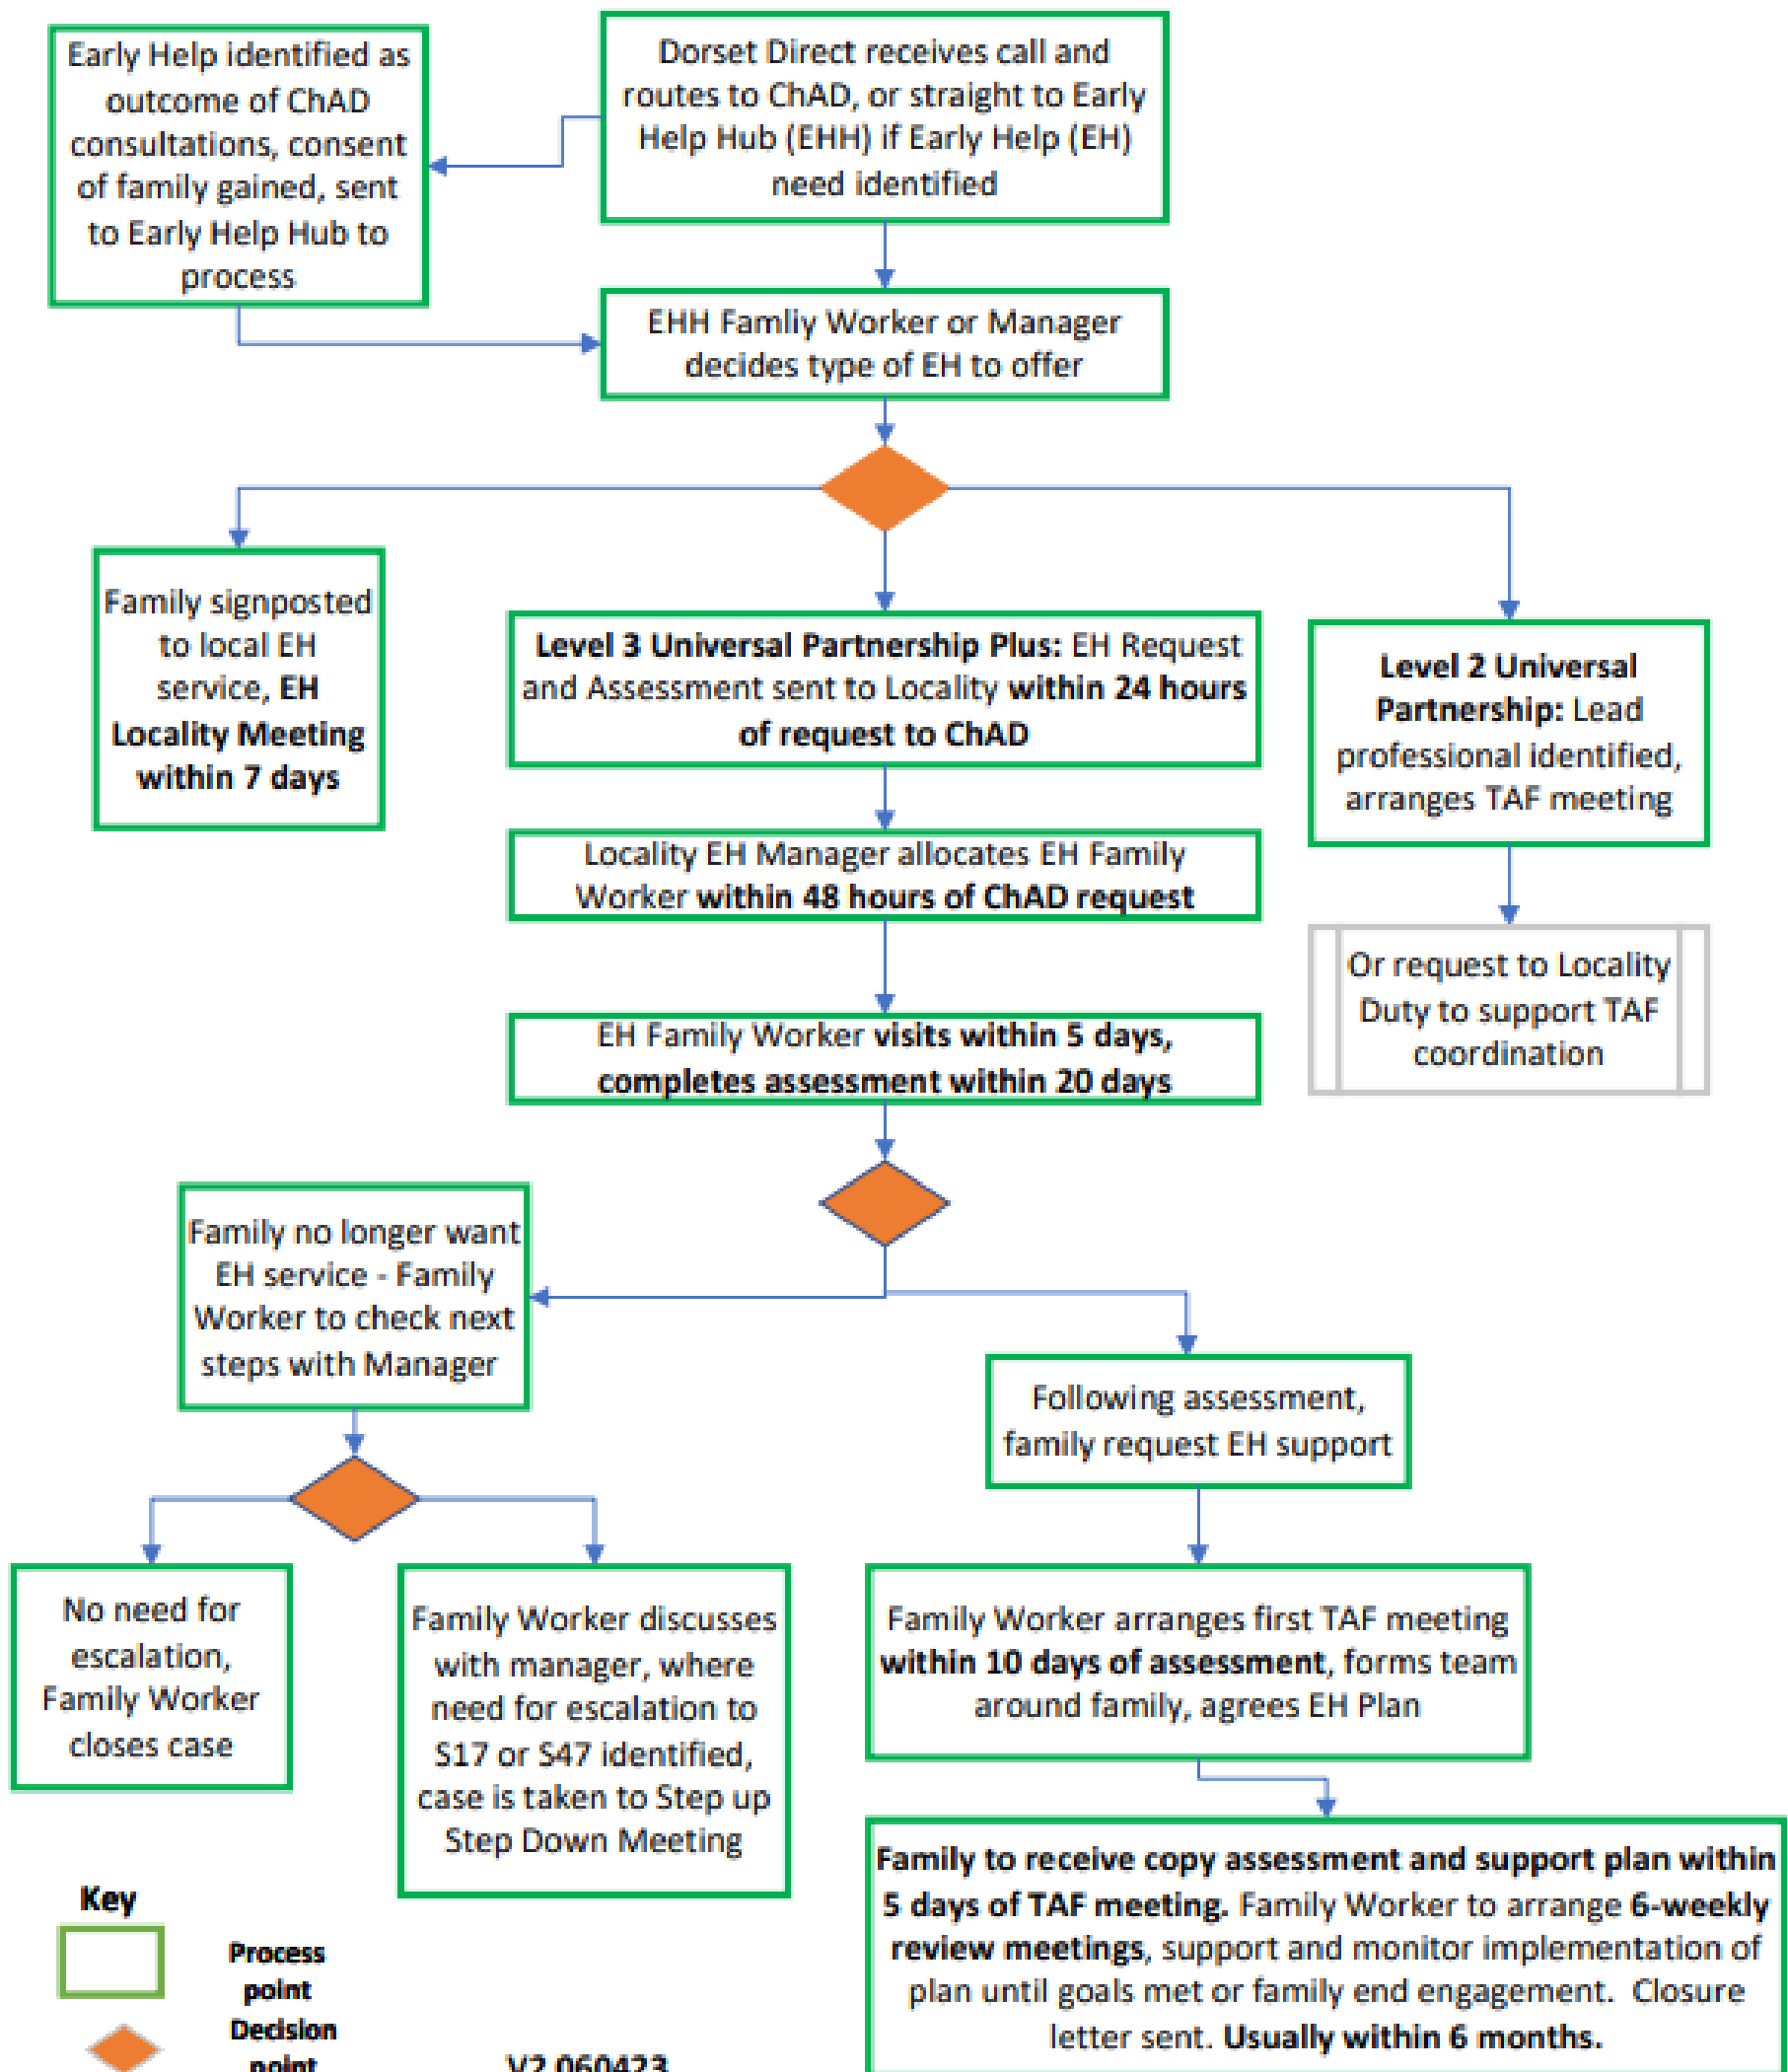 Early Help identified as
outcome of ChAD
consultations, consent
of family gained, sent
to Early Help Hub to
process
Dorset Direct receives call and
routes to ChAD, or straight to Early
Help Hub (EHH) if Early Help (EH)
need identified
EHH Famliy Worker or Manager
decides type of EH to offer
Family signposted
to local EH
service, EH
Locality Meeting
within 7 days
Level 3 Universal Partnership Plus: EH Request
and Assessment sent to Locality within 24 hours
of request to ChAD
Level 2 Universal
Partnership: Lead
professional identified,
arranges TAF meeting
Locality EH Manager allocates EH Family
Worker within 48 hours of ChAD request
Or request to Locality
Duty to support TAF
coordination
EH Family Worker visits within 5 days,
completes assessment within 20 days
Family no longer want
EH service - Family
Worker to check next
steps with Manager
Following assessment,
family request EH support
No need for
escalation,
Family Worker
closes case
Family Worker discusses
with manager, where
need for escalation to
S17 or S47 identified,
case is taken to Step up
Step Down Meeting
Family Worker arranges first TAF meeting
within 10 days of assessment, forms team
around family, agrees EH Plan
Family to receive copy assessment and support plan within
5 days of TAF meeting. Family Worker to arrange 6-weekly
review meetings, support and monitor implementation of
plan until goals met or family end engagement. Closure
letter sent. Usually within 6 months.
Key
Process
point
Decision
point
V2 060423